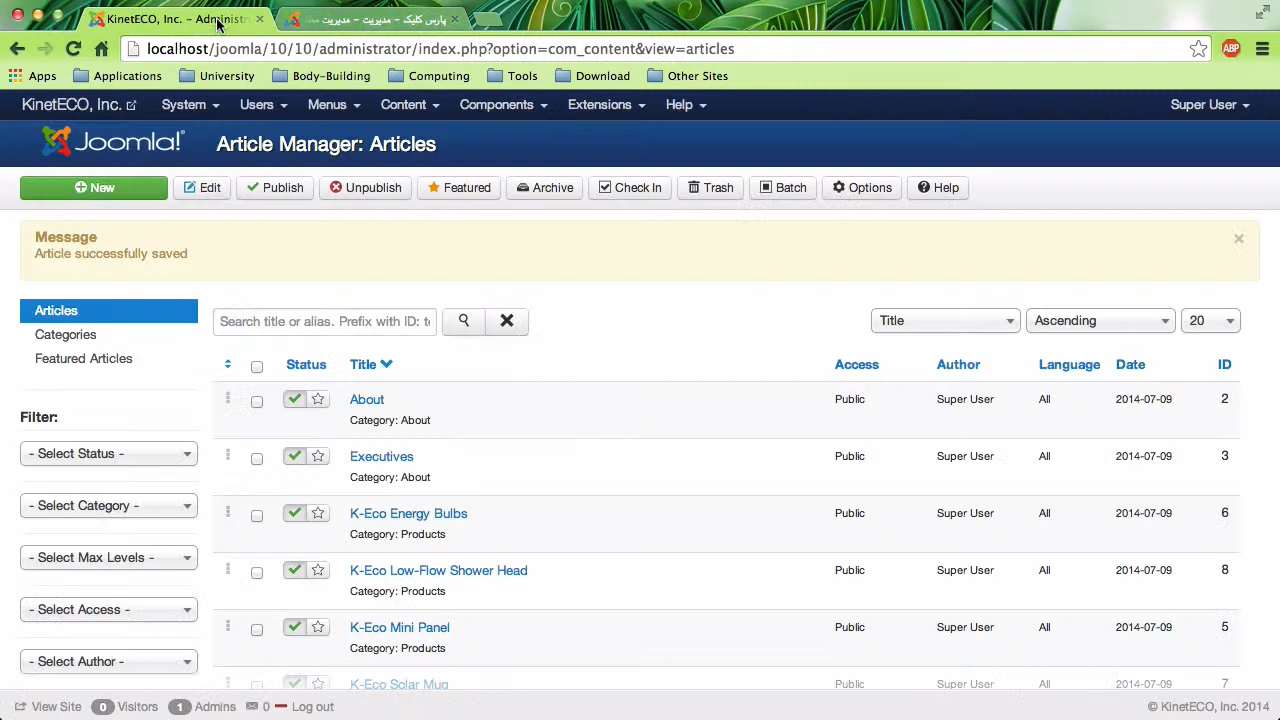 KinetECO, Inc. - Administr
پارس کلیک - مدیریت - مدیریت
localhost/joomla/10/10/administrator/index.php?option=com_content&view=articles
ABP
Apps Applications University Body-Building Computing Tools Download Other Sites
KinetECO, Inc. System Users Menus Content Components Extensions Help Super User
Joomla!® Article Manager: Articles
New Edit Publish Unpublish Featured Archive Check In Trash Batch Options Help
Message
Article successfully saved
Articles
Categories
Featured Articles
Search title or alias. Prefix with ID: t
Title Ascending 20
Status Title Access Author Language Date ID
About Public Super User All 2014-07-09 2
Category: About
Filter:
- Select Status -
Executives Public Super User All 2014-07-09 3
Category: About
- Select Category -
K-Eco Energy Bulbs Public Super User All 2014-07-09 6
Category: Products
- Select Max Levels -
K-Eco Low-Flow Shower Head Public Super User All 2014-07-09 8
Category: Products
- Select Access -
K-Eco Mini Panel Public Super User All 2014-07-09 5
Category: Products
- Select Author -
K-Eco Solar Mug Public Super User All 2014-07-09 7
View Site 0 Visitors 1 Admins 0 Log out © KinetECO, Inc. 2014